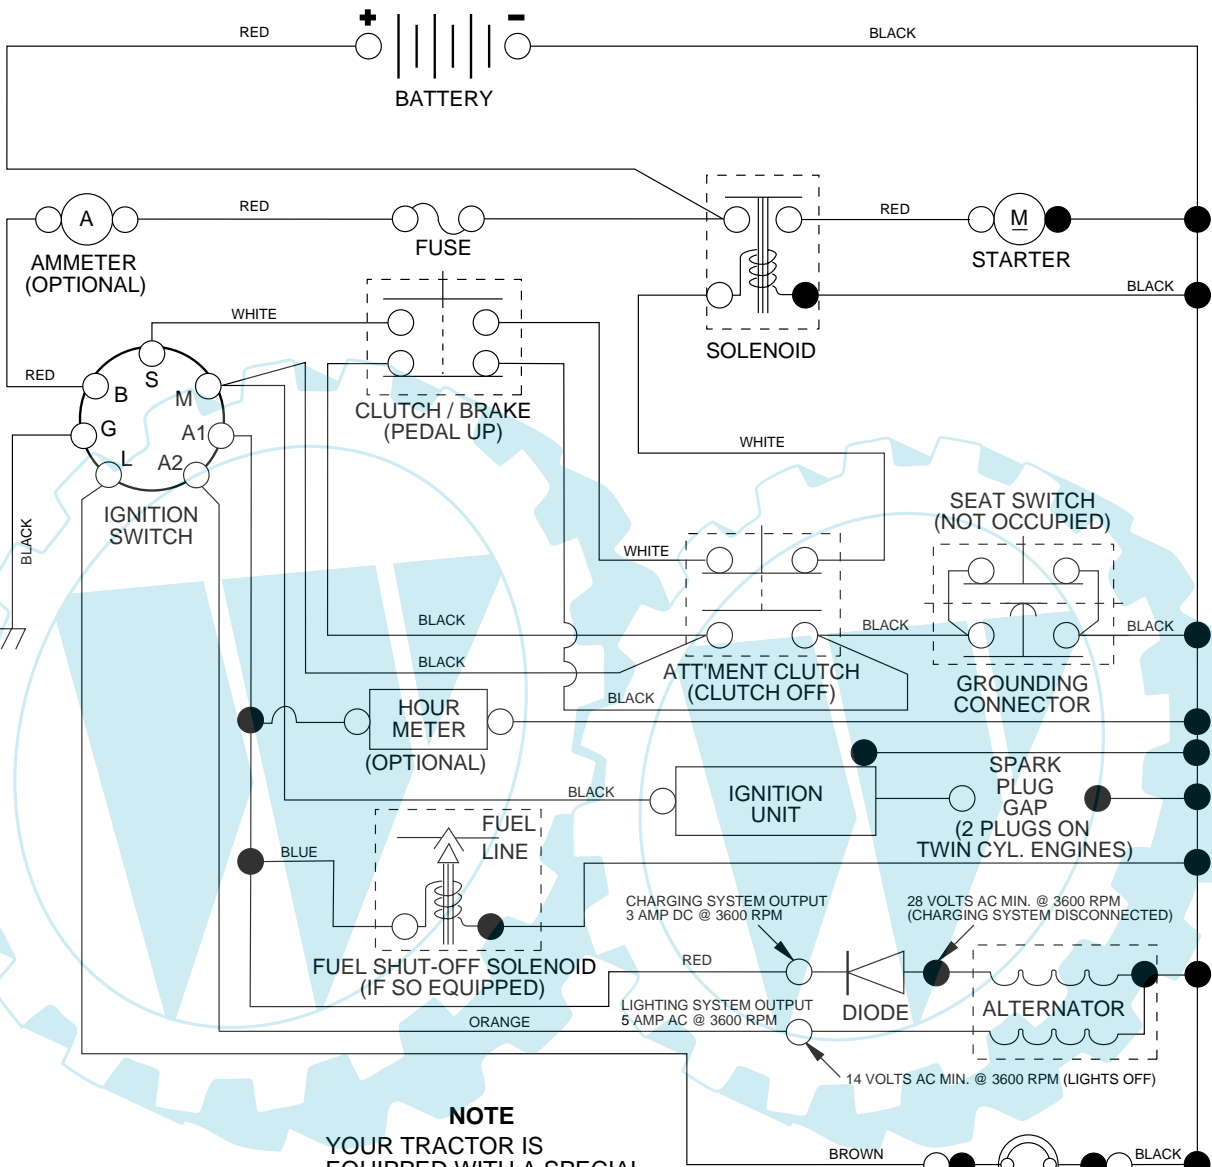 +
-
RED
BLACK
BATTERY
A
RED
FUSE
AMMETER
(OPTIONAL)
RED
M
STARTER
BLACK
SOLENOID
WHITE
RED
B
S
M
G
A1
L
A2
IGNITION
SWITCH
BLACK
CLUTCH / BRAKE
(PEDAL UP)
WHITE
WHITE
SEAT SWITCH
(NOT OCCUPIED)
BLACK
BLACK
BLACK
BLACK
ATT'MENT CLUTCH
(CLUTCH OFF)
GROUNDING
CONNECTOR
BLACK
HOUR
METER
(OPTIONAL)
BLACK
IGNITION
UNIT
SPARK
PLUG
GAP
(2 PLUGS ON
TWIN CYL. ENGINES)
FUEL
LINE
BLUE
FUEL SHUT-OFF SOLENOID
(IF SO EQUIPPED)
CHARGING SYSTEM OUTPUT
3 AMP DC @ 3600 RPM
28 VOLTS AC MIN. @ 3600 RPM
(CHARGING SYSTEM DISCONNECTED)
RED
DIODE
ALTERNATOR
LIGHTING SYSTEM OUTPUT
5 AMP AC @ 3600 RPM
ORANGE
14 VOLTS AC MIN. @ 3600 RPM (LIGHTS OFF)
NOTE
YOUR TRACTOR IS
EQUIPPED WITH A SPECIAL
BROWN
BLACK